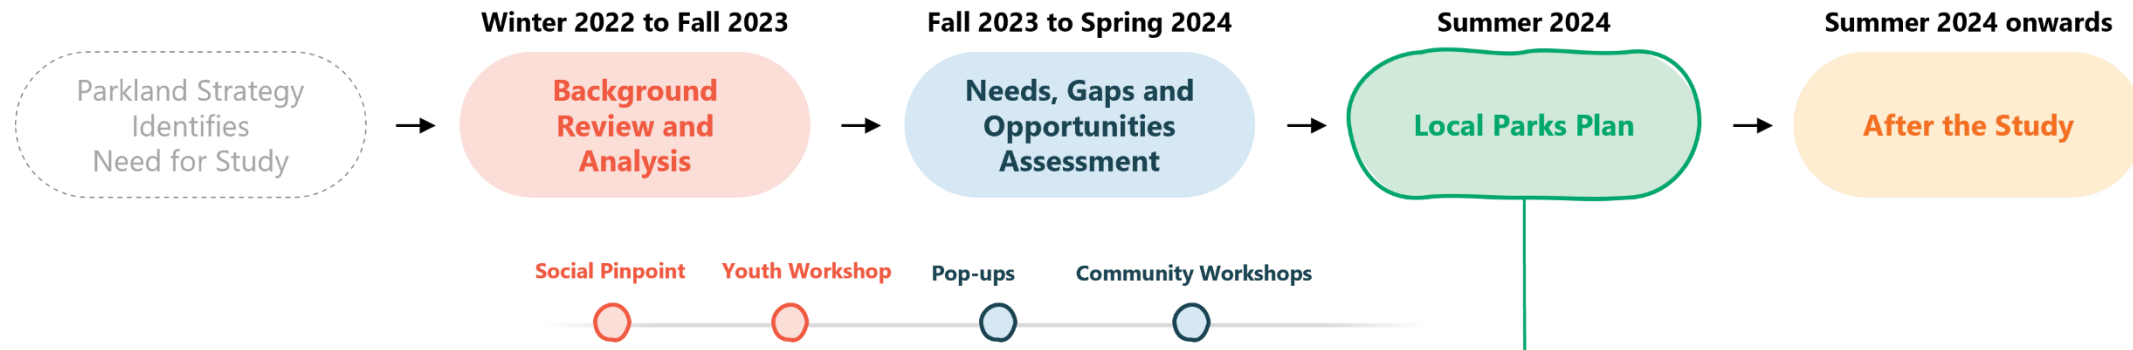 Winter 2022 to Fall 2023
Fall 2023 to Spring 2024
Summer 2024
Summer 2024 onwards
Parkland Strategy
Identifies
Need for Study
Background
Review and
Analysis
Needs, Gaps and
Opportunities
Assessment
Local Parks Plan
After the Study
Social Pinpoint
Youth Workshop
Pop-ups
Community Workshops